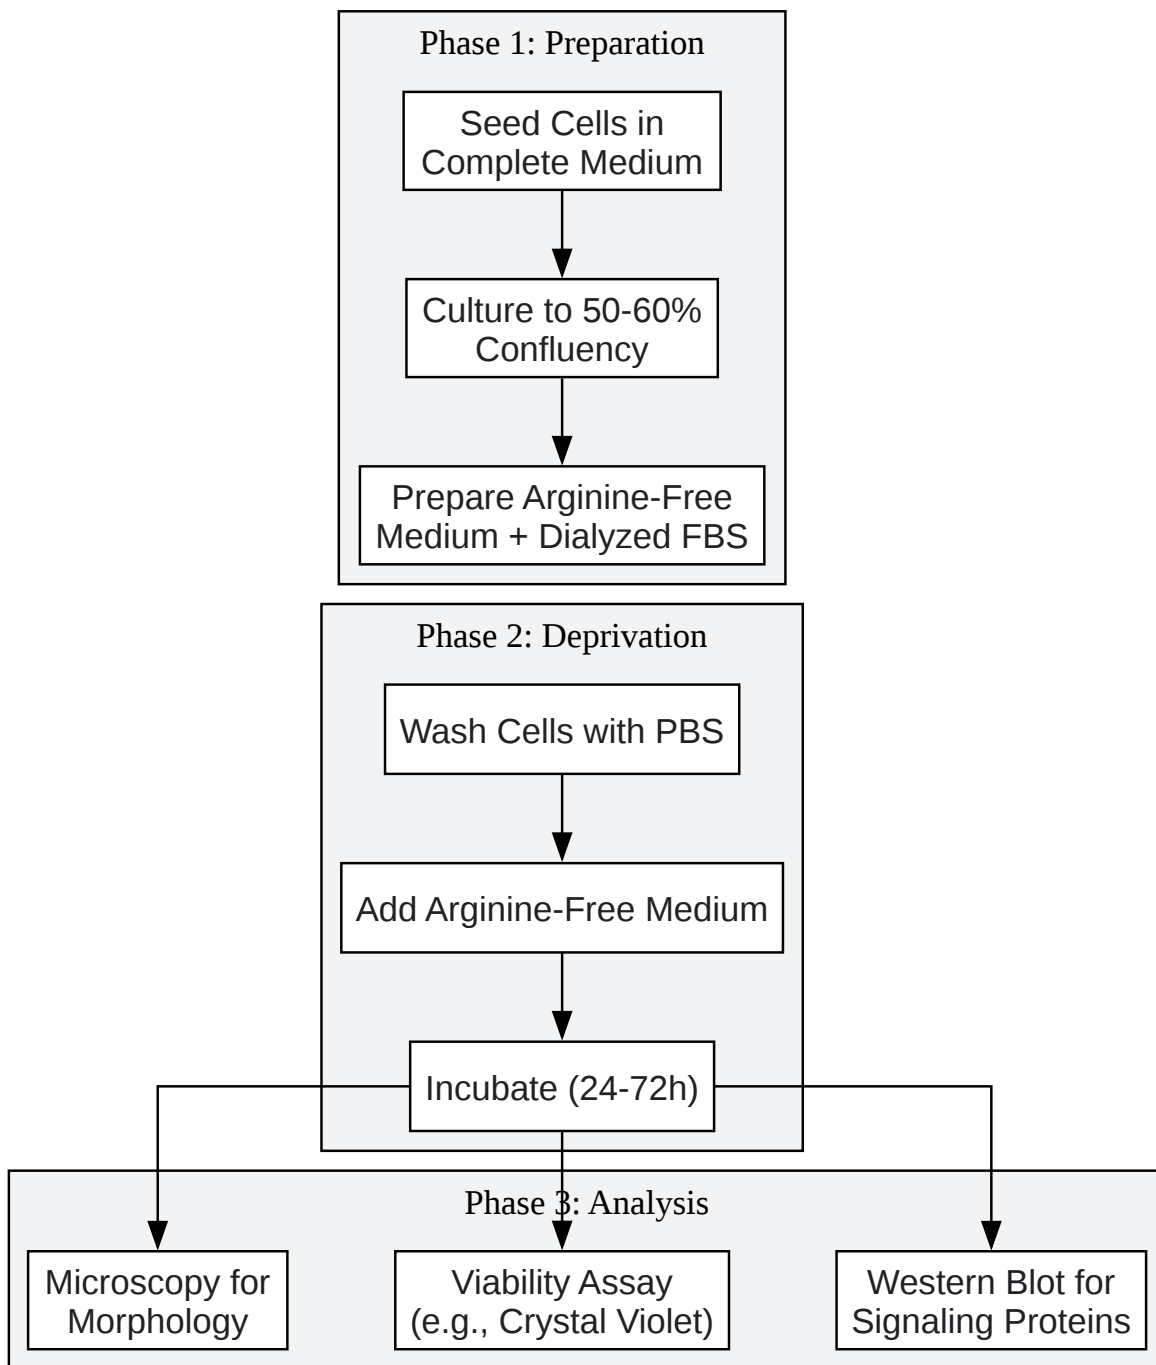 Phase 1: Preparation
Seed Cells in
Complete Medium
Culture to 50-60%
Confluency
Prepare Arginine-Free
Medium + Dialyzed FBS
Phase 2: Deprivation
Wash Cells with PBS
Add Arginine-Free Medium
Incubate (24-72h)
Phase 3: Analysis
Microscopy for
Morphology
Viability Assay
(e.g., Crystal Violet)
Western Blot for
Signaling Proteins